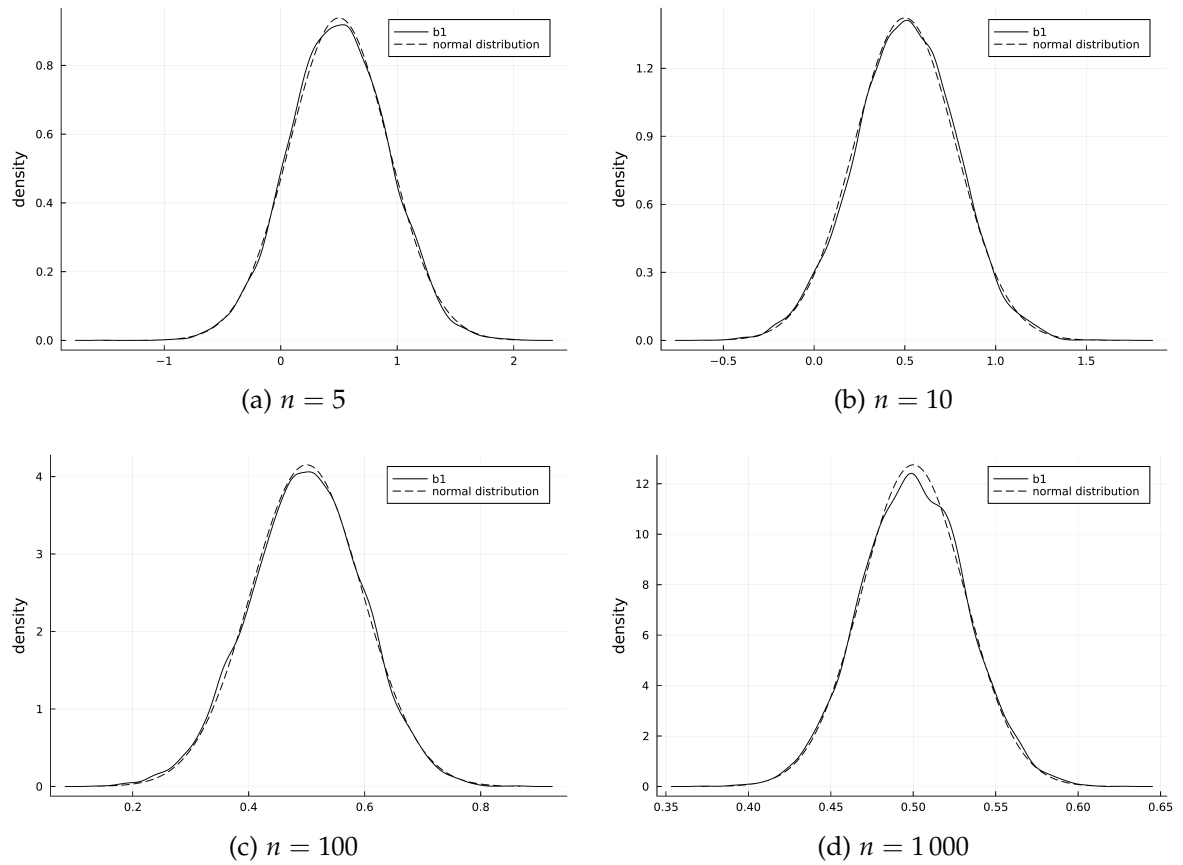 b1
normal distribution
density
0.8
0.6
0.4
0.2
0.0
−1
0
1
2
(a) n = 5
b1
normal distribution
density
1.2
0.9
0.6
0.3
0.0
−0.5
0.0
0.5
1.0
1.5
(b) n = 10
b1
normal distribution
density
4
3
2
1
0
0.2
0.4
0.6
0.8
(c) n = 100
b1
normal distribution
density
12
10
8
6
4
2
0
0.35
0.40
0.45
0.50
0.55
0.60
0.65
(d) n = 1 000